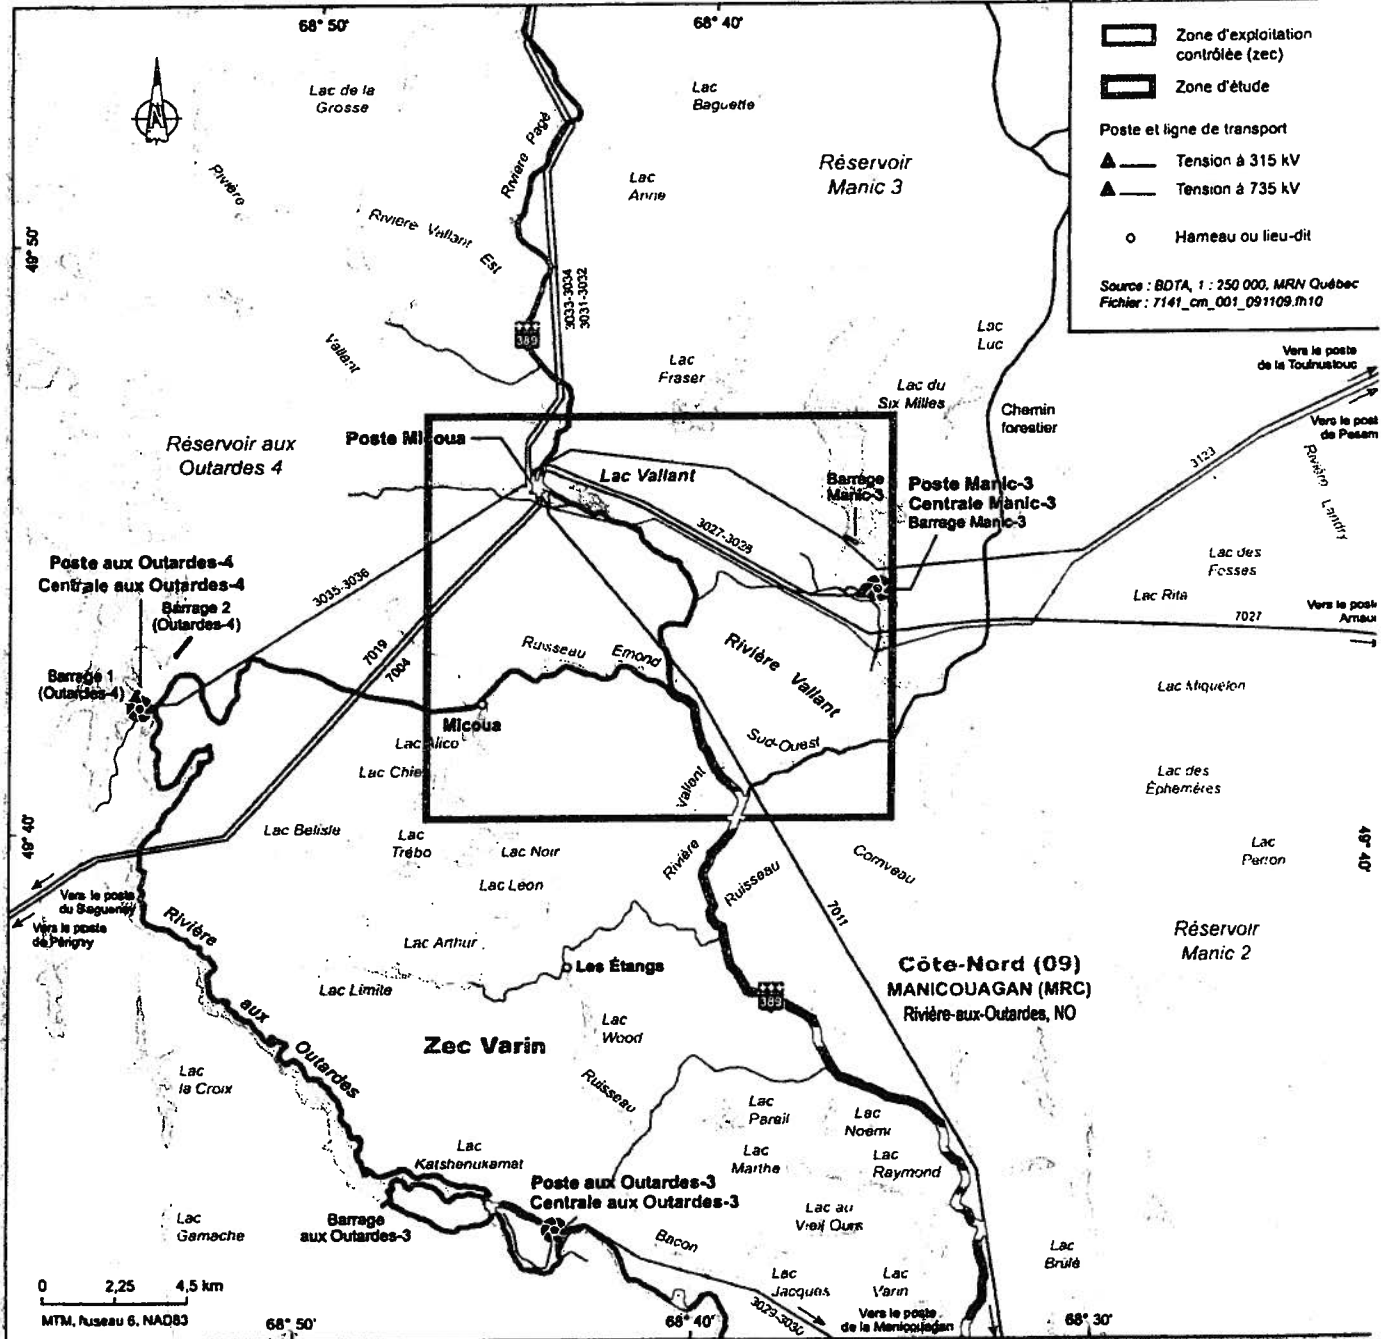 68° 50'
68° 40'
Zone d'exploitation
contrôlée (zec)
Zone d'étude
Poste et ligne de transport
Tension à 315 kV
Tension à 735 kV
Hameau ou lieu-dit
Source : BDTA, 1 : 250 000, MRN Québec
Fichier : 7141_cm_001_091109.fh10
N
Lac de la
Grosse
Lac
Baguette
Rivière Pagé
Réservoir
Manic 3
Lac
Anne
Rivière
Rivière Vallant Est
49° 50'
3033-3034
3031-3032
389
Vallant
Lac
Luc
Lac
Fraser
Lac du
Six Milles
Chemin
forestier
Vers le poste
de la Toulnustouc
Vers le post
de Pesam
Rivière Landry
3123
Réservoir aux
Outardes 4
Poste Micoua
Lac Vallant
Barrage
Manic-3
Poste Manic-3
Centrale Manic-3
Barrage Manic-3
3027-3028
Lac des
Fosses
Lac Rita
Vers le poste
Arnau
7027
Poste aux Outardes-4
Centrale aux Outardes-4
Barrage 2
(Outardes-4)
3035-3036
7019
7004
Ruisseau Emond
Rivière
Vallant
Barrage 1
(Outardes-4)
Micoua
Lac Alico
Lac Chie
Sud-Ouest
Vallant
Lac Miquelon
Lac des
Éphemères
49° 40'
Lac Belisle
Lac
Trébo
Lac Noir
Lac Léon
Rivière
Ruisseau
Corriveau
Lac
Perron
49° 40'
Vers le poste
du Saguenay
Vers le poste
de Périgny
Rivière
aux
Outardes
Lac Arthur
Les Étangs
7011
Réservoir
Manic 2
Lac Limite
389
Côte-Nord (09)
MANICOUAGAN (MRC)
Rivière-aux-Outardes, NO
Zec Varin
Lac
Wood
Lac
la Croix
Ruisseau
Lac
Pareil
Lac
Noémi
Lac
Marthe
Lac
Raymond
Lac
Katshenukamat
Poste aux Outardes-3
Centrale aux Outardes-3
Lac
Gamache
Barrage
aux Outardes-3
Bacon
Lac au
Vieil Ours
Lac
Brûlé
Lac
Jacques
Lac
Varin
0 2,25 4,5 km
MTM, fuseau 6, NAD83
3029-3030
Vers le poste
de la Manicouagan
68° 50'
68° 40'
68° 30'